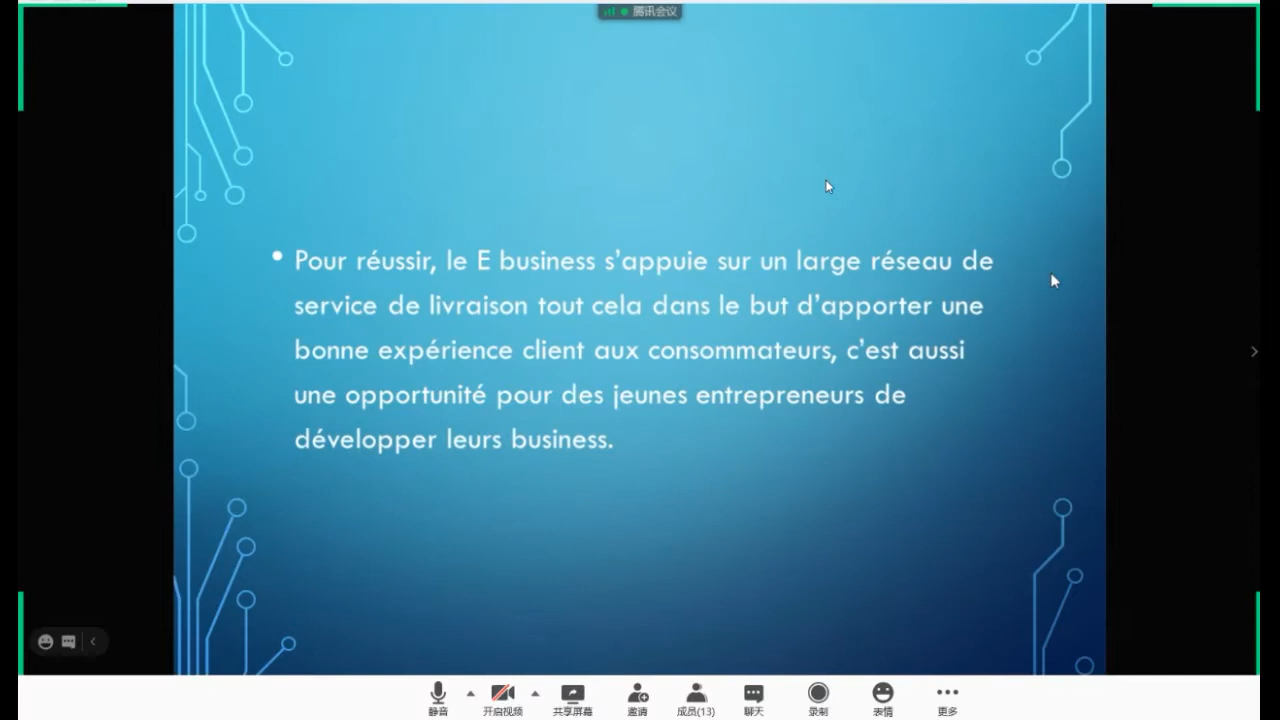 腾讯会议
• Pour réussir, le E business s’appuie sur un large réseau de
service de livraison tout cela dans le but d’apporter une
bonne expérience client aux consommateurs, c’est aussi
une opportunité pour des jeunes entrepreneurs de
développer leurs business.
静音 开启视频 共享屏幕 邀请 成员(13) 聊天 录制 表情 更多